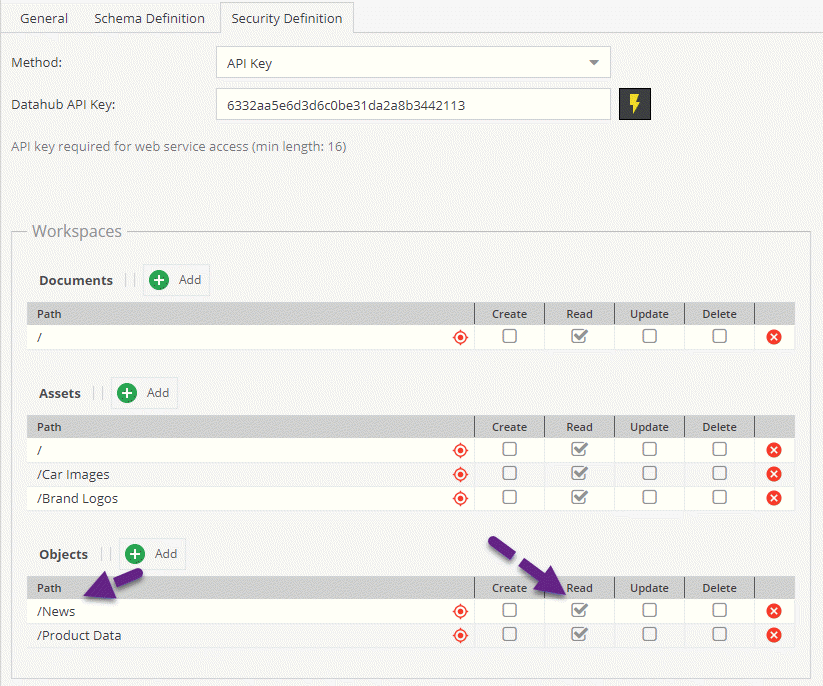 General Schema Definition Security Definition
Method: API Key
Datahub API Key: 6332aa5e6d3d6c0be31da2a8b3442113
API key required for web service access (min length: 16)
Workspaces
Documents Add
Path Create Read Update Delete
/
Assets Add
Path Create Read Update Delete
/
/Car Images
/Brand Logos
Objects Add
Path Create Read Update Delete
/News
/Product Data